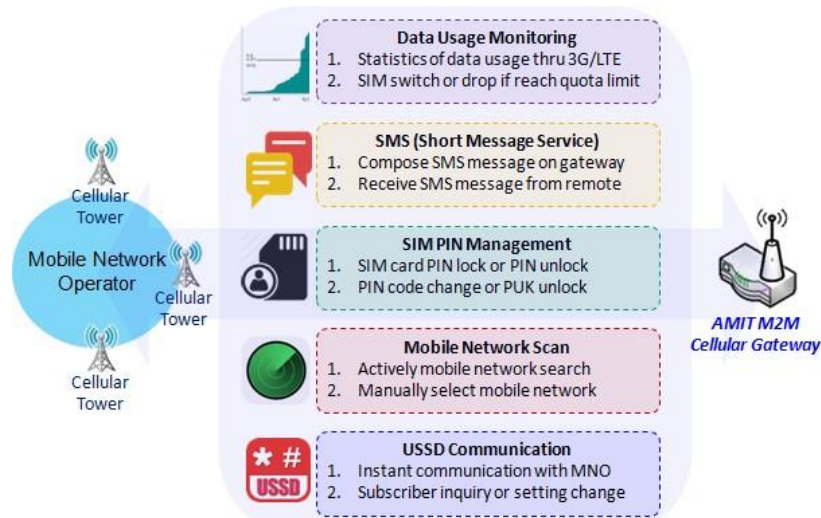 Data Usage Monitoring
1. Statistics of data usage thru 3G/LTE
2. SIM switch or drop if reach quota limit
SMS (Short Message Service)
1. Compose SMS message on gateway
2. Receive SMS message from remote
Cellular
Tower
Mobile Network
Operator
Cellular
Tower
Cellular
Tower
SIM PIN Management
1. SIM card PIN lock or PIN unlock
2. PIN code change or PUK unlock
AMIT M2M
Cellular Gateway
Mobile Network Scan
1. Actively mobile network search
2. Manually select mobile network
* #
USSD
USSD Communication
1. Instant communication with MNO
2. Subscriber inquiry or setting change